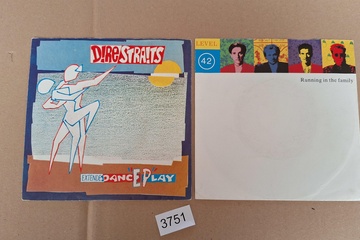 DIRE STRAITS
EXTENDEDANCEPLAY
LEVEL
42
Running in the family
3751